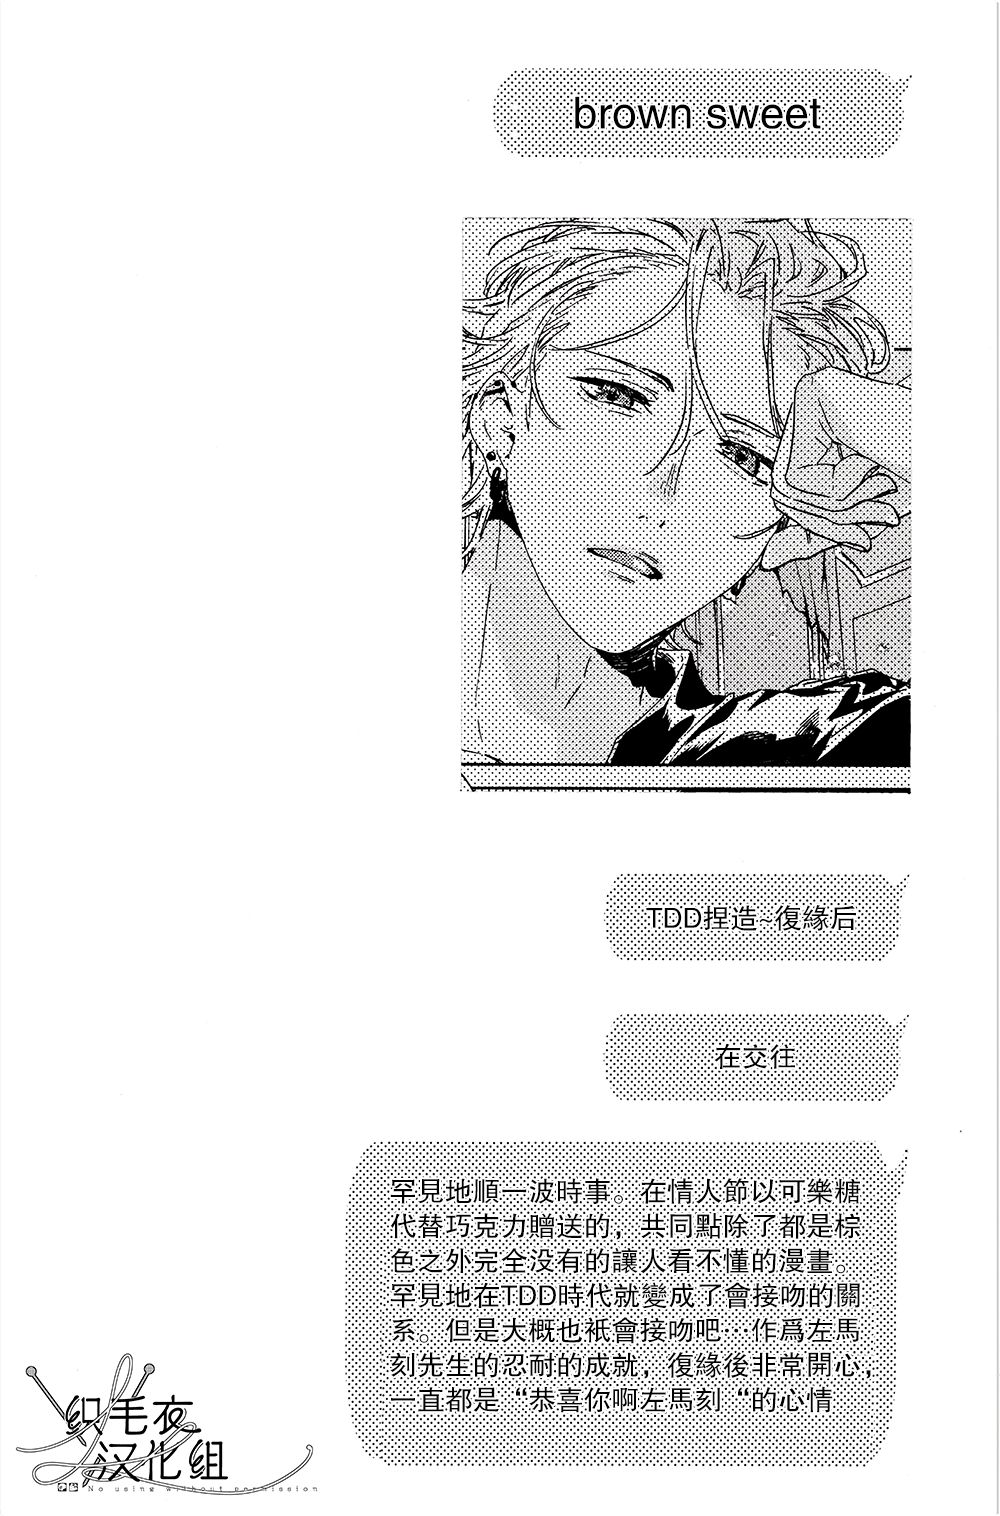 brown sweet
TDD捏造~復緣后
在交往
罕見地順一波時事。在情人節以可樂糖
代替巧克力贈送的，共同點除了都是棕
色之外完全没有的讓人看不懂的漫畫。
罕見地在TDD時代就變成了會接吻的關
系。但是大概也衹會接吻吧…作爲左馬
刻先生的忍耐的成就，復緣後非常開心，
一直都是“恭喜你啊左馬刻“的心情
织毛衣
汉化组
No using without permission